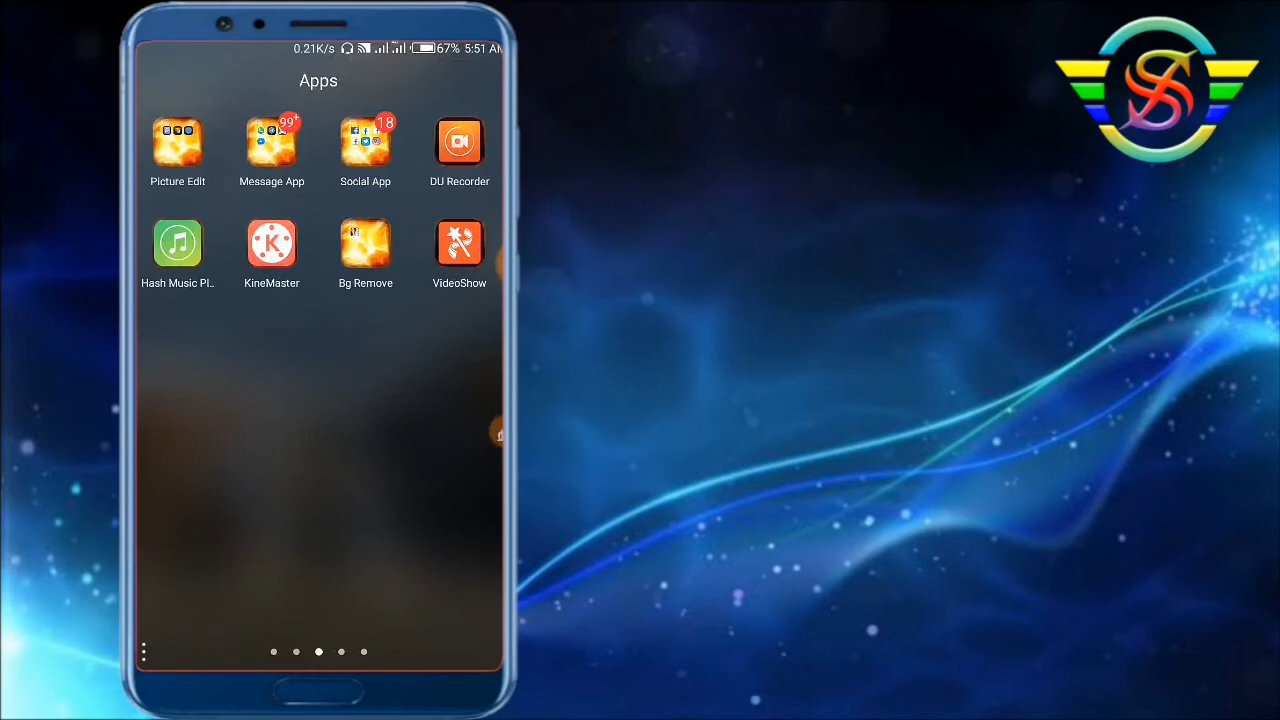 0.21K/s 67% 5:51 AM
Apps
99+ 18
Picture Edit Message App Social App DU Recorder
K
Hash Music Pl.. KineMaster Bg Remove VideoShow